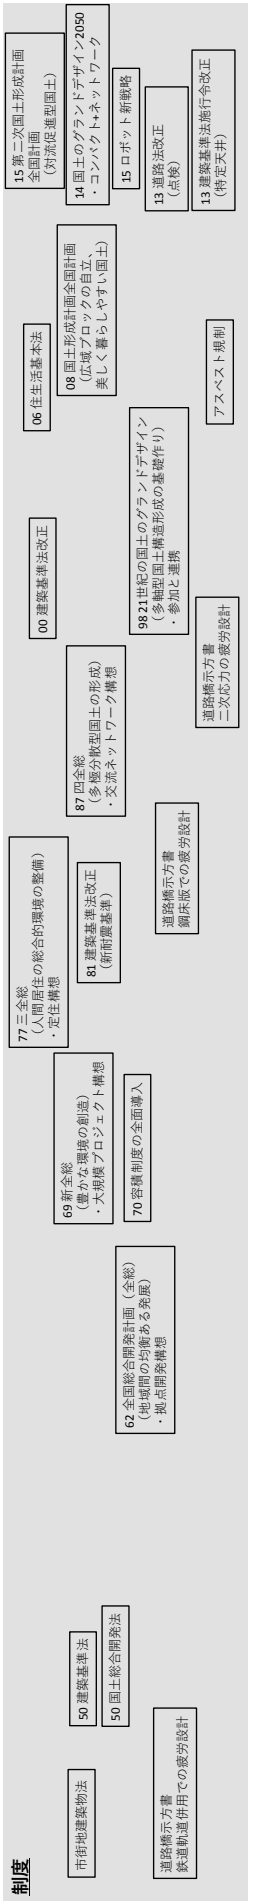 制度
市街地建築物法
道路橋示方書
鉄道軌道併用での疲労設計
50 建築基準法
50 国土総合開発法
62 全国総合開発計画(全総)
(地域間の均衡ある発展)
・拠点開発構想
69 新全総
(豊かな環境の創造)
・大規模プロジェクト構想
70 容積制度の全面導入
77 三全総
(人間居住の総合的環境の整備)
・定住構想
81 建築基準法改正
(新耐震基準)
道路橋示方書
鋼床版での疲労設計
87 四全総
(多極分散型国土の形成)
・交流ネットワーク構想
道路橋示方書
二次応力の疲労設計
00 建築基準法改正
98 21世紀の国土のグランドデザイン
(多軸型国土構造形成の基礎作り)
・参加と連携
06 住生活基本法
アスベスト規制
08 国土形成計画全国計画
(広域ブロックの自立、
美しく暮らしやすい国土)
15 第二次国土形成計画
全国計画
(対流促進型国土)
14 国土のグランドデザイン2050
・コンパクト+ネットワーク
15 ロボット新戦略
13 道路法改正
(点検)
13 建築基準法施行令改正
(特定天井)